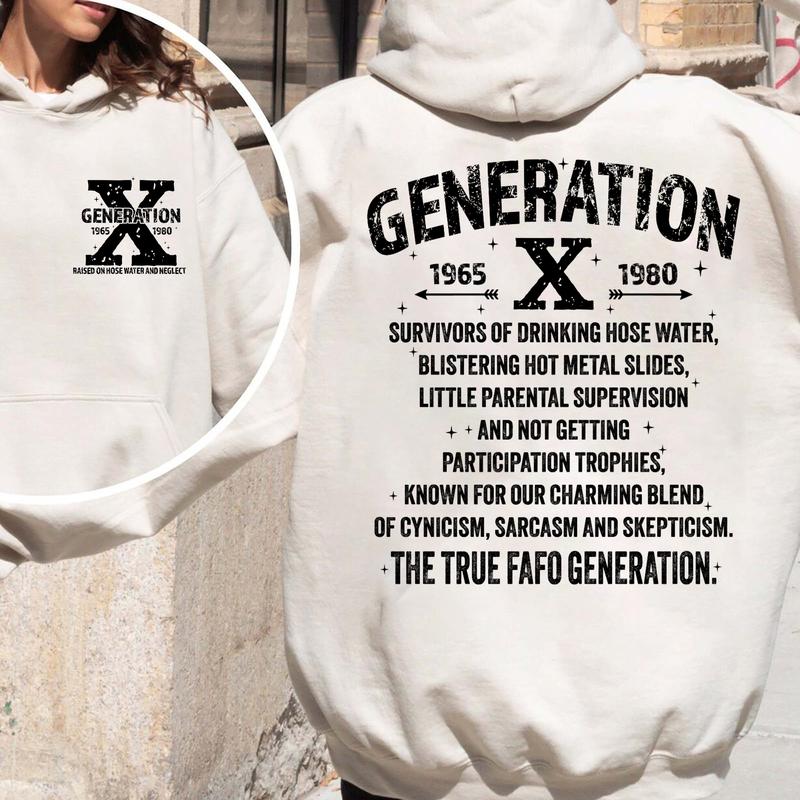 X
GENERATION
1965 1980
RAISED ON HOSE WATER AND NEGLECT
GENERATION
1965 X 1980
SURVIVORS OF DRINKING HOSE WATER,
BLISTERING HOT METAL SLIDES,
LITTLE PARENTAL SUPERVISION
AND NOT GETTING
PARTICIPATION TROPHIES,
KNOWN FOR OUR CHARMING BLEND
OF CYNICISM, SARCASM AND SKEPTICISM.
THE TRUE FAFO GENERATION.